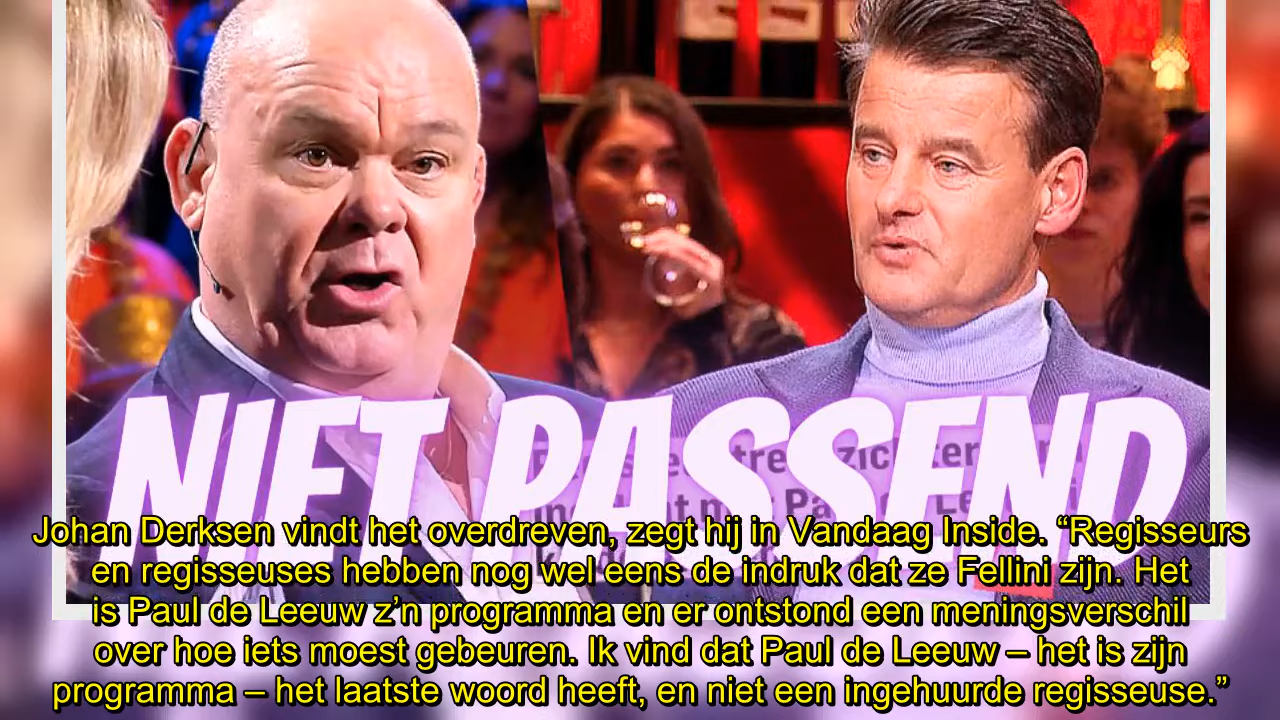 NIET PASSEND
Johan Derksen vindt het overdreven, zegt hij in Vandaag Inside. “Regisseurs
en regisseuses hebben nog wel eens de indruk dat ze Fellini zijn. Het
is Paul de Leeuw z’n programma en er ontstond een meningsverschil
over hoe iets moest gebeuren. Ik vind dat Paul de Leeuw – het is zijn
programma – het laatste woord heeft, en niet een ingehuurde regisseuse.”